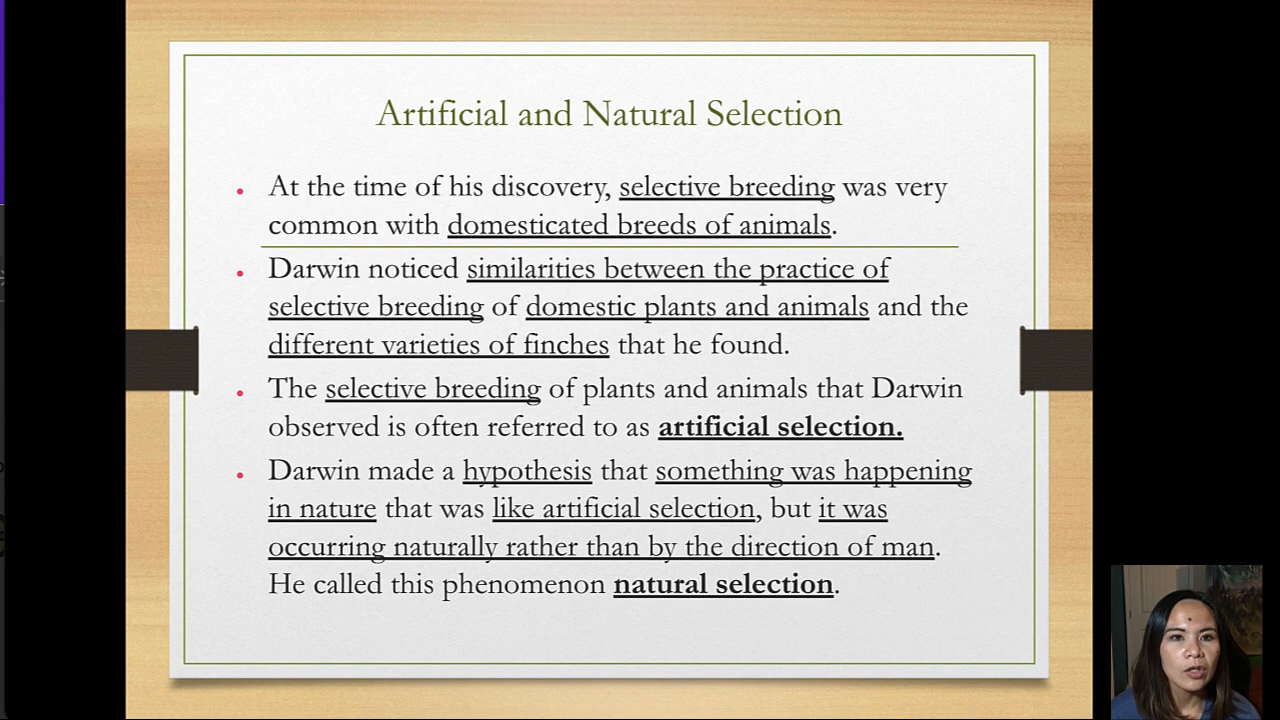 Artificial and Natural Selection
At the time of his discovery, selective breeding was very
common with domesticated breeds of animals.
Darwin noticed similarities between the practice of
selective breeding of domestic plants and animals and the
different varieties of finches that he found.
The selective breeding of plants and animals that Darwin
observed is often referred to as artificial selection.
Darwin made a hypothesis that something was happening
in nature that was like artificial selection, but it was
occurring naturally rather than by the direction of man.
He called this phenomenon natural selection.